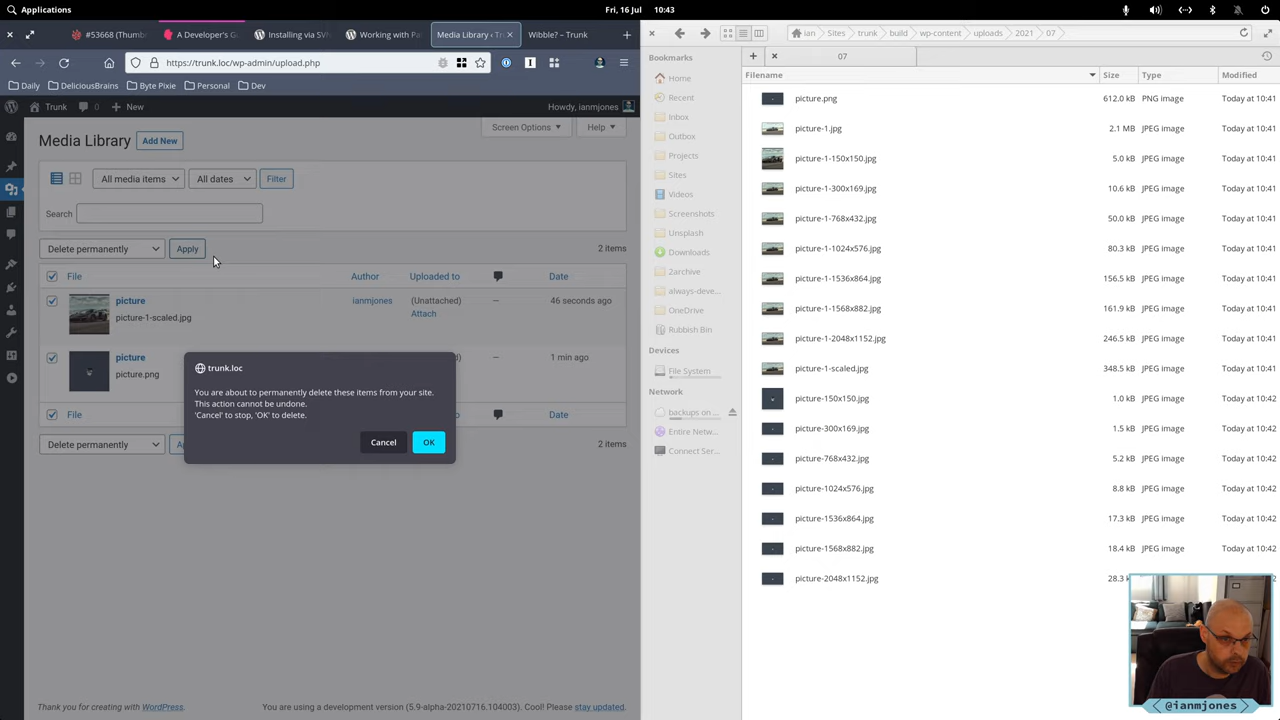 Applications
Fri, 16 Jul 10:43
53608 (Thumb
A Developer's G
Installing via SVN
Working with Pa
Media Library ‹ Tr
Wibble? – Trunk
https://trunk.loc/wp-admin/upload.php
Daily
DeliciousBrains
Byte Pixie
Personal
Dev
Trunk
0
New
Howdy, ianmjones
Media Library
Add New
Screen Options
Help
All media items
All dates
Filter
Search
Delete permanently
Apply
2 items
File
Author
Uploaded to
Date
picture
ianmjones
(Unattached)
46 seconds ago
picture-1-scaled.jpg
Attach
picture
1 min ago
picture.png
File
Date
Delete permanently
2 items
trunk.loc
You are about to permanently delete these items from your site.
This action cannot be undone.
'Cancel' to stop, 'OK' to delete.
Cancel
OK
Thank you for creating with WordPress.
You are using a development version (5.9-alpha-20210716.104003). Cool! Please stay updated.
ian
Sites
trunk
build
wp-content
uploads
2021
07
07
Bookmarks
Home
Recent
Inbox
Outbox
Projects
Sites
Videos
Screenshots
Unsplash
Downloads
2archive
always-deve...
OneDrive
Rubbish Bin
Devices
File System
Network
backups on ...
Entire Netw...
Connect Ser...
Filename
Size
Type
Modified
picture.png 612.0 kB PNG image Today at 10:41
picture-1.jpg 2.1 MB JPEG image Today at 10:41
picture-1-150x150.jpg 5.0 kB JPEG image Today at 10:41
picture-1-300x169.jpg 10.6 kB JPEG image Today at 10:41
picture-1-768x432.jpg 50.0 kB JPEG image Today at 10:41
picture-1-1024x576.jpg 80.3 kB JPEG image Today at 10:41
picture-1-1536x864.jpg 156.5 kB JPEG image Today at 10:41
picture-1-1568x882.jpg 161.9 kB JPEG image Today at 10:41
picture-1-2048x1152.jpg 246.5 kB JPEG image Today at 10:41
picture-1-scaled.jpg 348.5 kB JPEG image Today at 10:41
picture-150x150.jpg 1.0 kB JPEG image Today at 10:42
picture-300x169.jpg 1.5 kB JPEG image Today at 10:42
picture-768x432.jpg 5.2 kB JPEG image Today at 10:42
picture-1024x576.jpg 8.8 kB JPEG image Today at 10:42
picture-1536x864.jpg 17.3 kB JPEG image Today at 10:42
picture-1568x882.jpg 18.4 kB JPEG image Today at 10:42
picture-2048x1152.jpg 28.3
@ianmjones